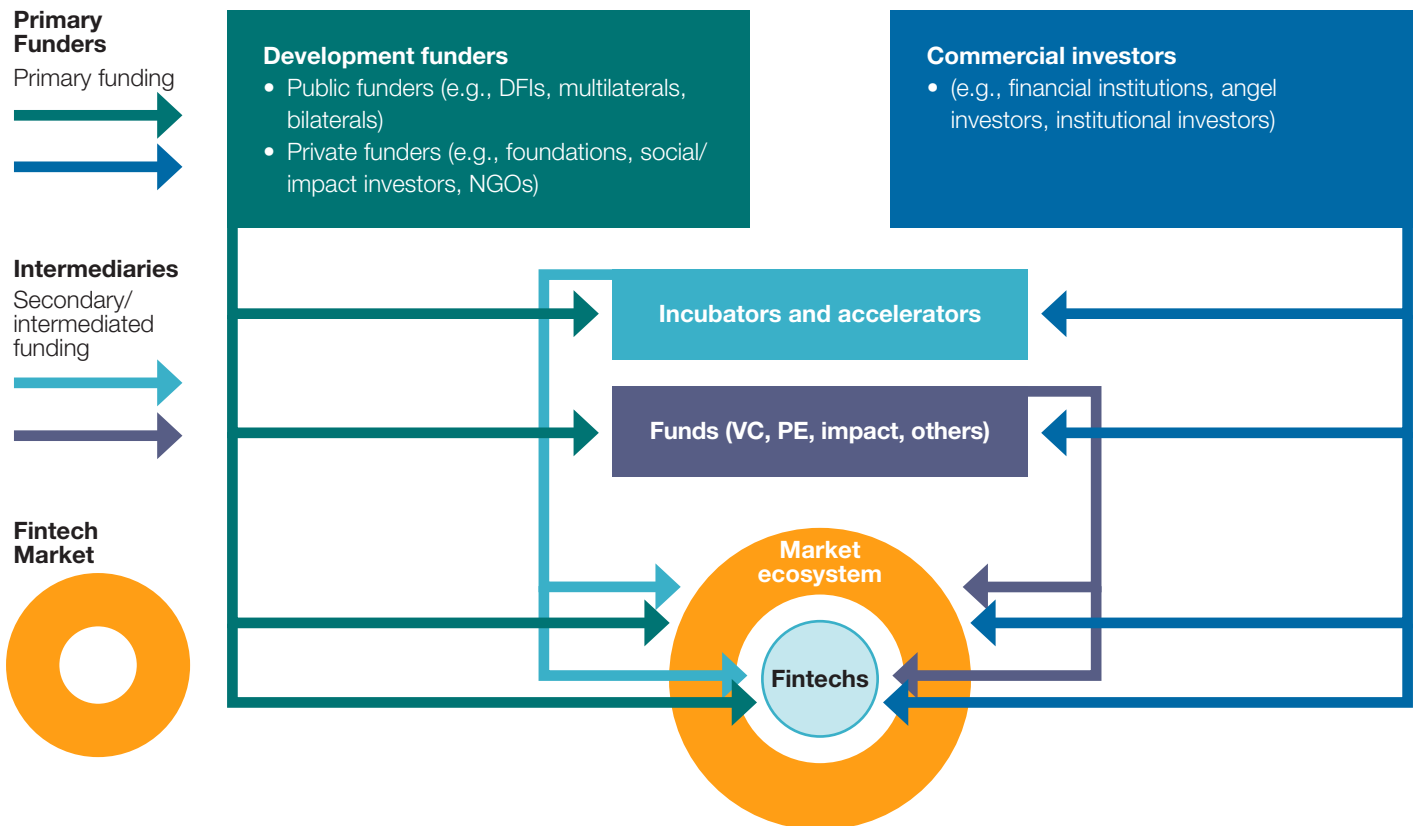 Primary
Funders
Primary funding
Development funders
• Public funders (e.g., DFIs, multilaterals,
bilaterals)
• Private funders (e.g., foundations, social/
impact investors, NGOs)
Commercial investors
• (e.g., financial institutions, angel
investors, institutional investors)
Intermediaries
Secondary/
intermediated
funding
Incubators and accelerators
Funds (VC, PE, impact, others)
Fintech
Market
Market
ecosystem
Fintechs